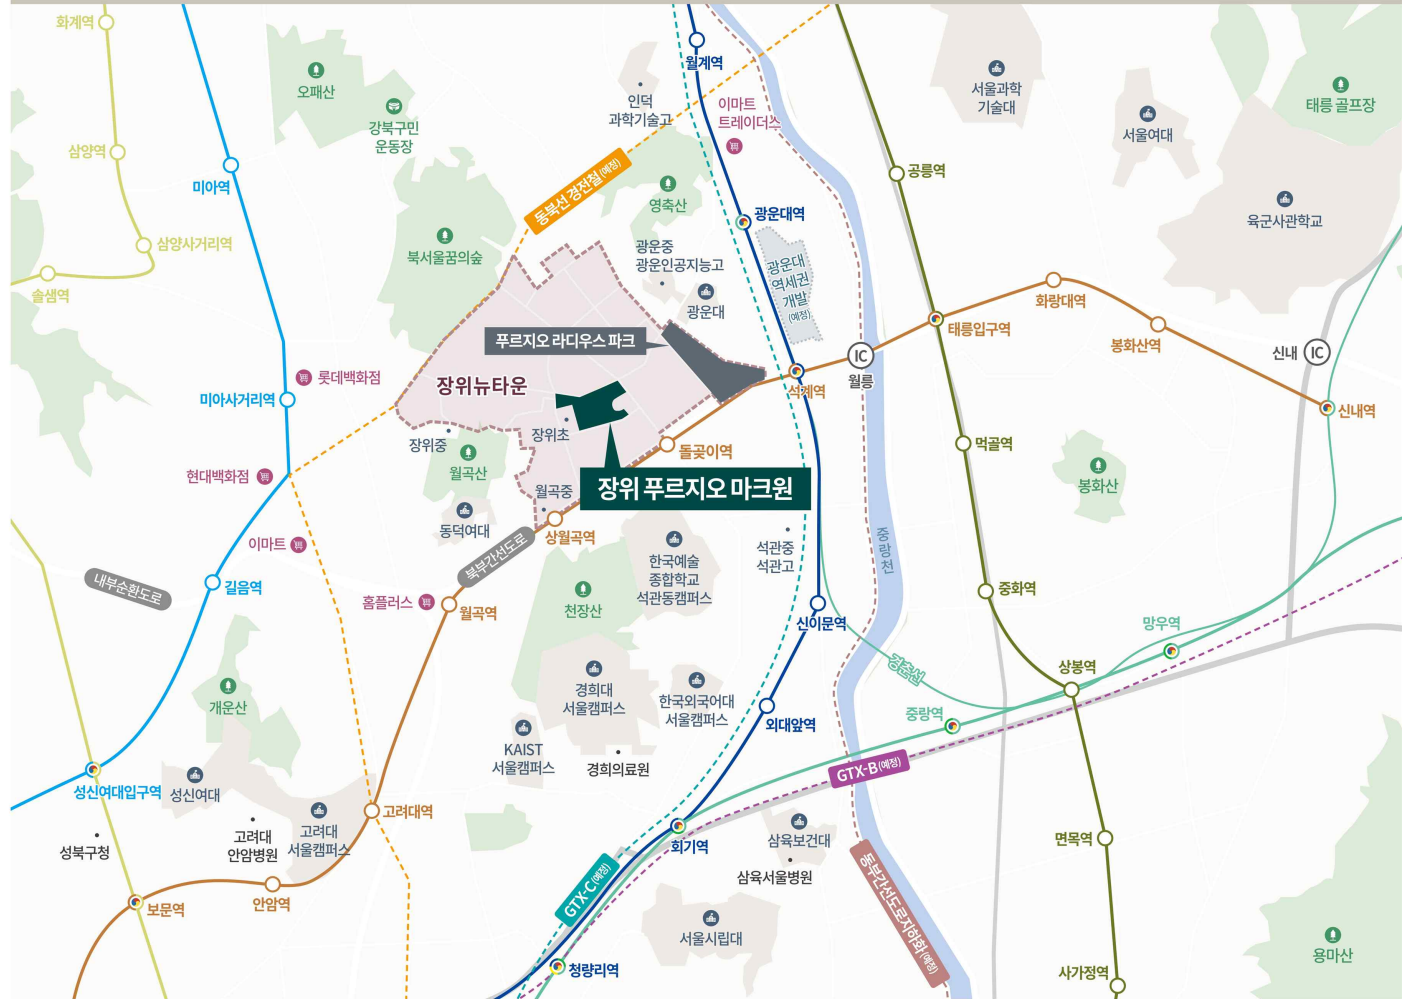 화계역
월계역
오패산
강북구민
운동장
인덕
과학기술고
이마트
트레이더스
서울과학
기술대
서울여대
태릉 골프장
삼양역
미아역
공릉역
동북선 경전철(예정)
영축산
광운대역
육군사관학교
삼양사거리역
북서울꿈의숲
광운중
광운인공지능고
광운대
역세권
개발
(예정)
솔샘역
광운대
화랑대역
태릉입구역
봉화산역
푸르지오 라디우스 파크
IC
월릉
신내
IC
롯데백화점
장위뉴타운
석계역
미아사거리역
신내역
장위중
장위초
돌곶이역
먹골역
월곡산
현대백화점
봉화산
월곡중
장위 푸르지오 마크원
동덕여대
상월곡역
이마트
북부간선도로
한국예술
종합학교
석관동캠퍼스
석관중
석관고
중랑천
내부순환도로
길음역
홈플러스
월곡역
천장산
중화역
신이문역
망우역
경춘선
상봉역
개운산
경희대
서울캠퍼스
한국외국어대
서울캠퍼스
중랑역
외대앞역
KAIST
서울캠퍼스
경희의료원
GTX-B(예정)
성신여대입구역
성신여대
고려대역
고려대
안암병원
고려대
서울캠퍼스
성북구청
회기역
삼육보건대
면목역
삼육서울병원
GTX-C(예정)
동부간선도로지하화(예정)
보문역
안암역
서울시립대
용마산
청량리역
사가정역